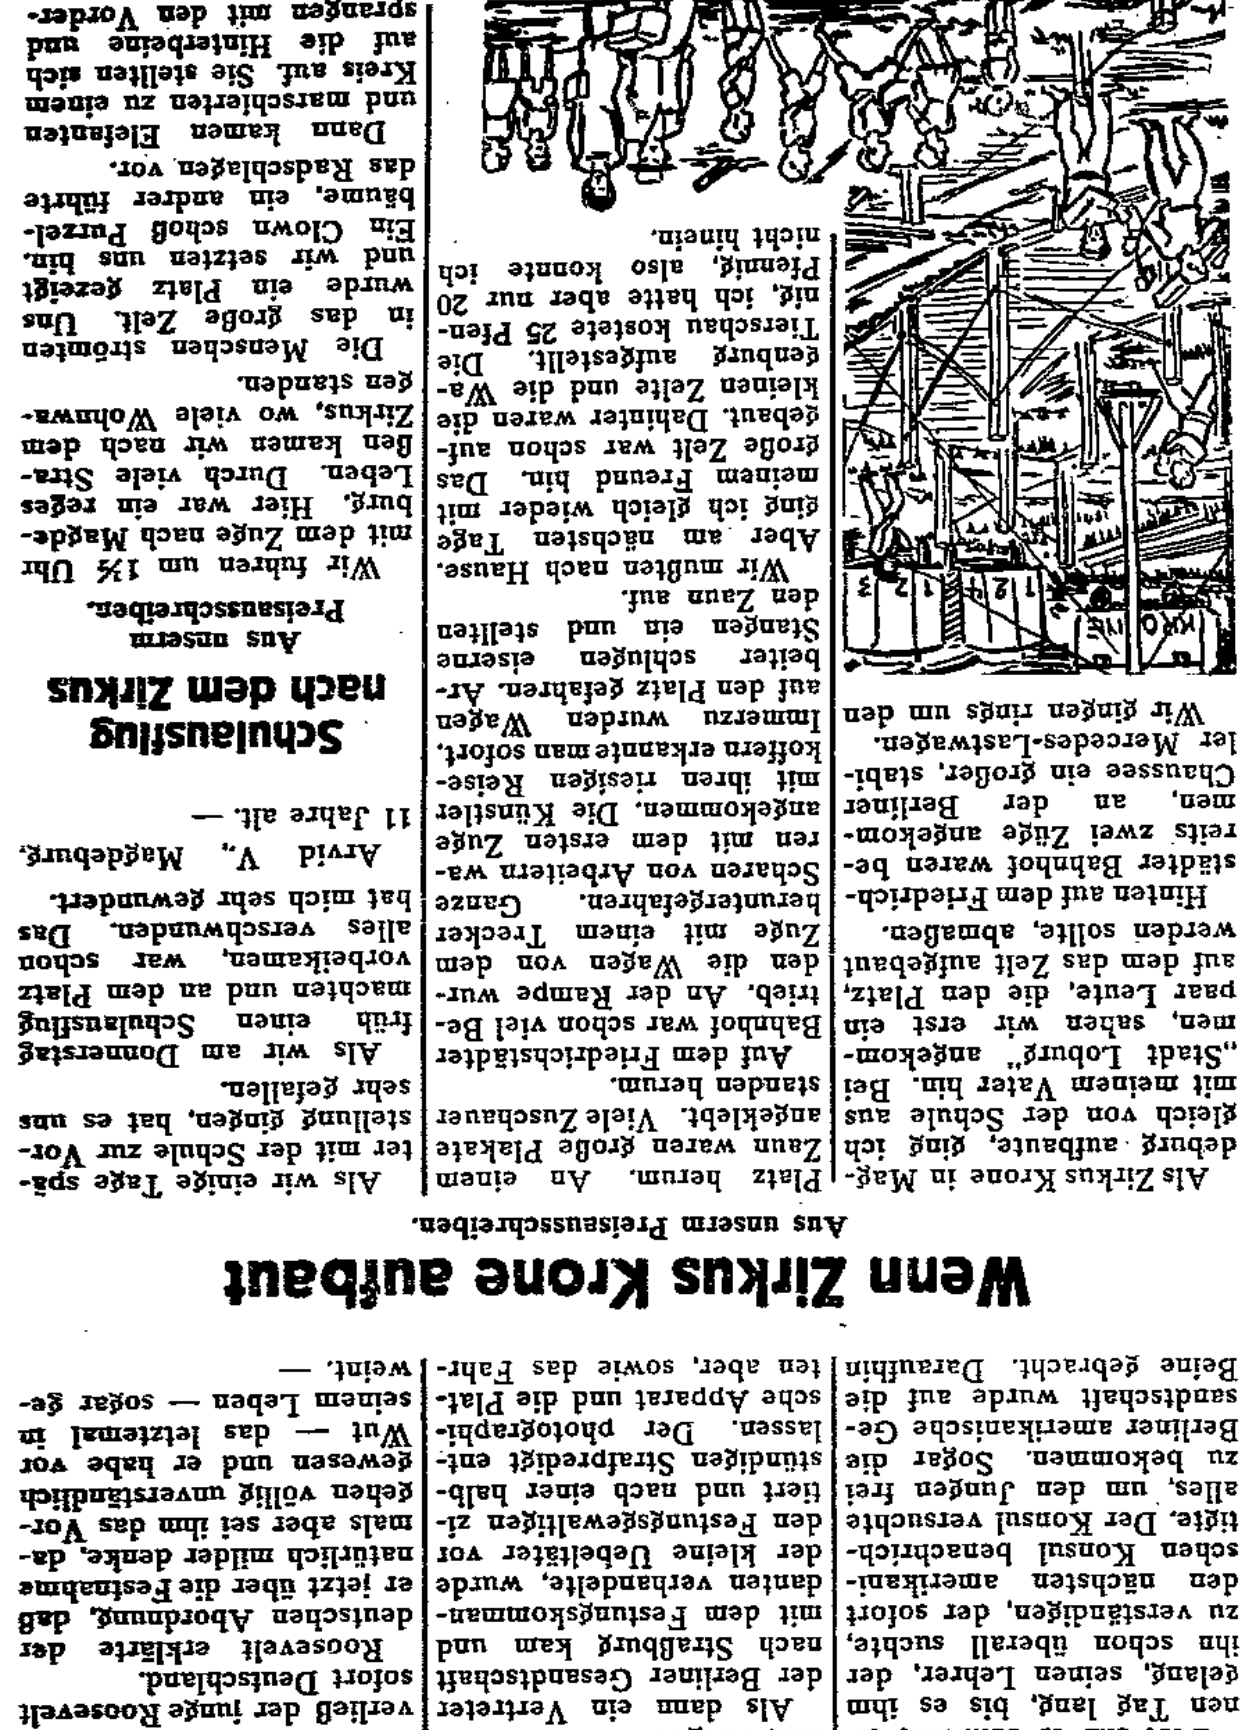 nen Tag lang, bis es ihm
gelang, seinen Lehrer, der
ihn schon überall suchte,
zu verständigen, der sofort
den nächsten amerikani-
schen Konsul benachrich-
tigte. Der Konsul versuchte
alles, um den Jungen frei
zu bekommen. Sogar die
Berliner amerikanische Ge-
sandtschaft wurde auf die
Beine gebracht. Daraufhin
Als dann ein Vertreter
der Berliner Gesandtschaft
nach Straßburg kam und
mit dem Festungskomman-
danten verhandelte, wurde
der kleine Uebeltäter vor
den Festungsgewaltigen zi-
tiert und nach einer halb-
stündigen Strafpredigt ent-
lassen. Der photographi-
sche Apparat und die Plat-
ten aber, sowie das Fahr-
verließ der junge Roosevelt
sofort Deutschland.
Roosevelt erklärte der
deutschen Abordnung, daß
er jetzt über die Festnahme
natürlich milder denke, da-
mals aber sei ihm das Vor-
gehen völlig unverständlich
gewesen und er habe vor
Wut — das letztemal in
seinem Leben — sogar ge-
weint. —
Wenn Zirkus Krone aufbaut
Aus unserm Preisausschreiben.
Als Zirkus Krone in Mag-
deburg aufbaute, ging ich
gleich von der Schule aus
mit meinem Vater hin. Bei
„Stadt Loburg" angekom-
men, sahen wir erst ein
paar Leute, die den Platz,
auf dem das Zelt aufgebaut
werden sollte, abmaßen.
Hinten auf dem Friedrich-
städter Bahnhof waren be-
reits zwei Züge angekom-
men, an der Berliner
Chaussee ein großer, stabi-
ler Mercedes-Lastwagen.
Wir gingen rings um den
KRO NE
1 2 4 1 2 3
Platz herum. An einem
Zaun waren große Plakate
angeklebt. Viele Zuschauer
standen herum.
Auf dem Friedrichstädter
Bahnhof war schon viel Be-
trieb. An der Rampe wur-
den die Wagen von dem
Zuge mit einem Trecker
heruntergefahren. Ganze
Scharen von Arbeitern wa-
ren mit dem ersten Zuge
angekommen. Die Künstler
mit ihren riesigen Reise-
koffern erkannte man sofort.
Immerzu wurden Wagen
auf den Platz gefahren. Ar-
beiter schlugen eiserne
Stangen ein und stellten
den Zaun auf.
Wir mußten nach Hause.
Aber am nächsten Tage
ging ich gleich wieder mit
meinem Freund hin. Das
große Zelt war schon auf-
gebaut. Dahinter waren die
kleinen Zelte und die Wa-
genburg aufgestellt. Die
Tierschau kostete 25 Pfen-
nig, ich hatte aber nur 20
Pfennig, also konnte ich
nicht hinein.
Als wir einige Tage spä-
ter mit der Schule zur Vor-
stellung gingen, hat es uns
sehr gefallen.
Als wir am Donnerstag
früh einen Schulausflug
machten und an dem Platz
vorbeikamen, war schon
alles verschwunden. Das
hat mich sehr gewundert.
Arvid V., Magdeburg,
11 Jahre alt. —
Schulausflug
nach dem Zirkus
Aus unserm
Preisausschreiben.
Wir fuhren um 1½ Uhr
mit dem Zuge nach Magde-
burg. Hier war ein reges
Leben. Durch viele Stra-
ßen kamen wir nach dem
Zirkus, wo viele Wohnwa-
gen standen.
Die Menschen strömten
in das große Zelt. Uns
wurde ein Platz gezeigt
und wir setzten uns hin.
Ein Clown schoß Purzel-
bäume, ein andrer führte
das Radschlagen vor.
Dann kamen Elefanten
und marschierten zu einem
Kreis auf. Sie stellten sich
auf die Hinterbeine und
sprangen mit den Vorder-